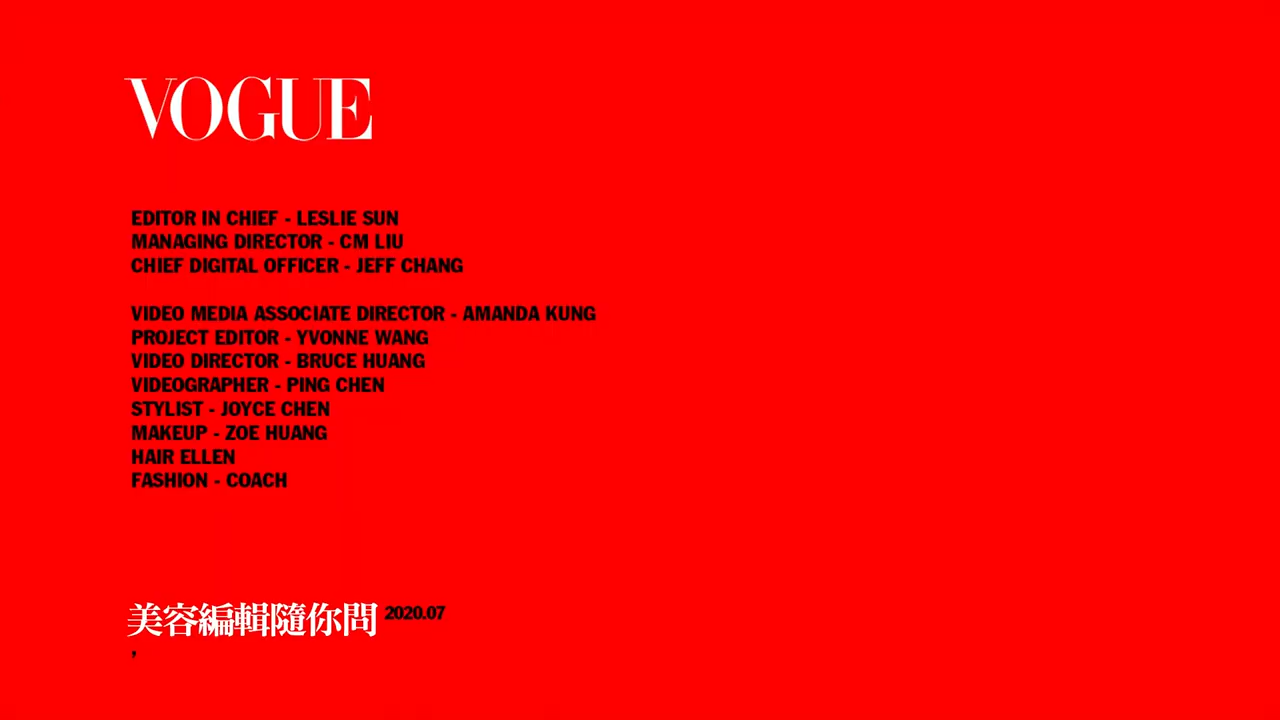 VOGUE
EDITOR IN CHIEF - LESLIE SUN
MANAGING DIRECTOR - CM LIU
CHIEF DIGITAL OFFICER - JEFF CHANG
VIDEO MEDIA ASSOCIATE DIRECTOR - AMANDA KUNG
PROJECT EDITOR - YVONNE WANG
VIDEO DIRECTOR - BRUCE HUANG
VIDEOGRAPHER - PING CHEN
STYLIST - JOYCE CHEN
MAKEUP - ZOE HUANG
HAIR ELLEN
FASHION - COACH
美容編輯隨你問 2020.07
,